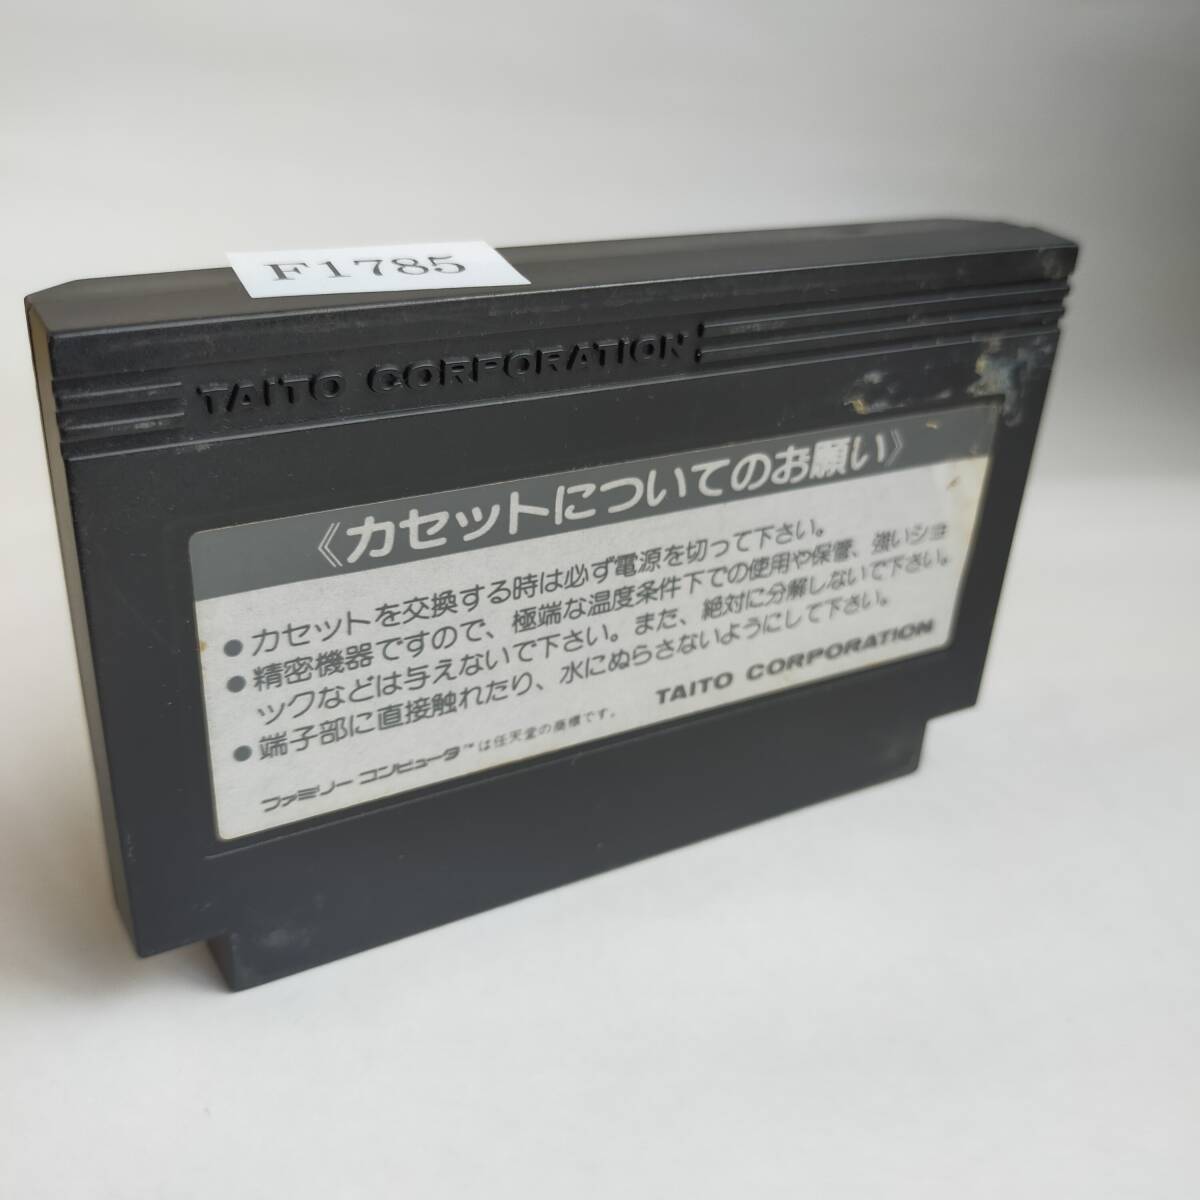 F1785
TAITO CORPORATION
《カセットについてのお願い》
●カセットを交換する時は必ず電源を切って下さい。
●精密機器ですので、極端な温度条件下での使用や保管、強いショ
ックなどは与えないで下さい。また、絶対に分解しないで下さい。
●端子部に直接触れたり、水にぬらさないようにして下さい。
TAITO CORPORATION
ファミリーコンピュータ™は任天堂の商標です。